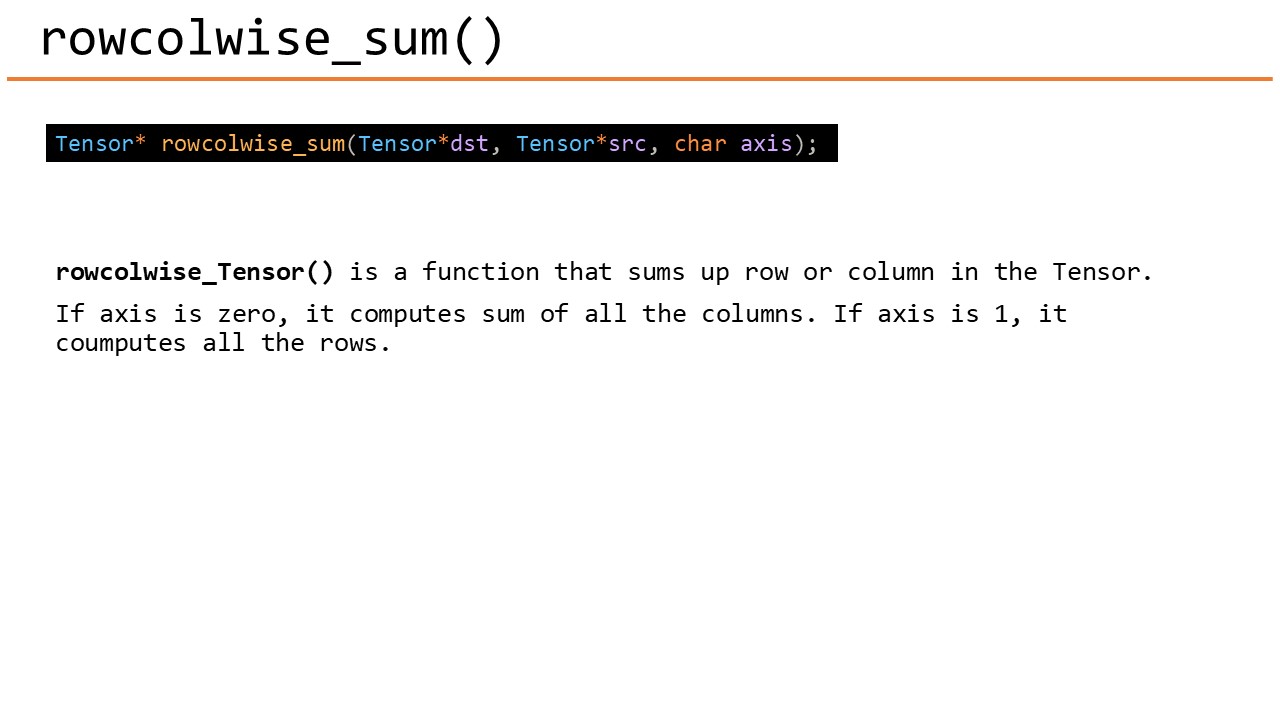 rowcolwise_sum()
Tensor* rowcolwise_sum(Tensor*dst, Tensor*src, char axis);
rowcolwise_Tensor() is a function that sums up row or column in the Tensor.
If axis is zero, it computes sum of all the columns. If axis is 1, it
coumputes all the rows.